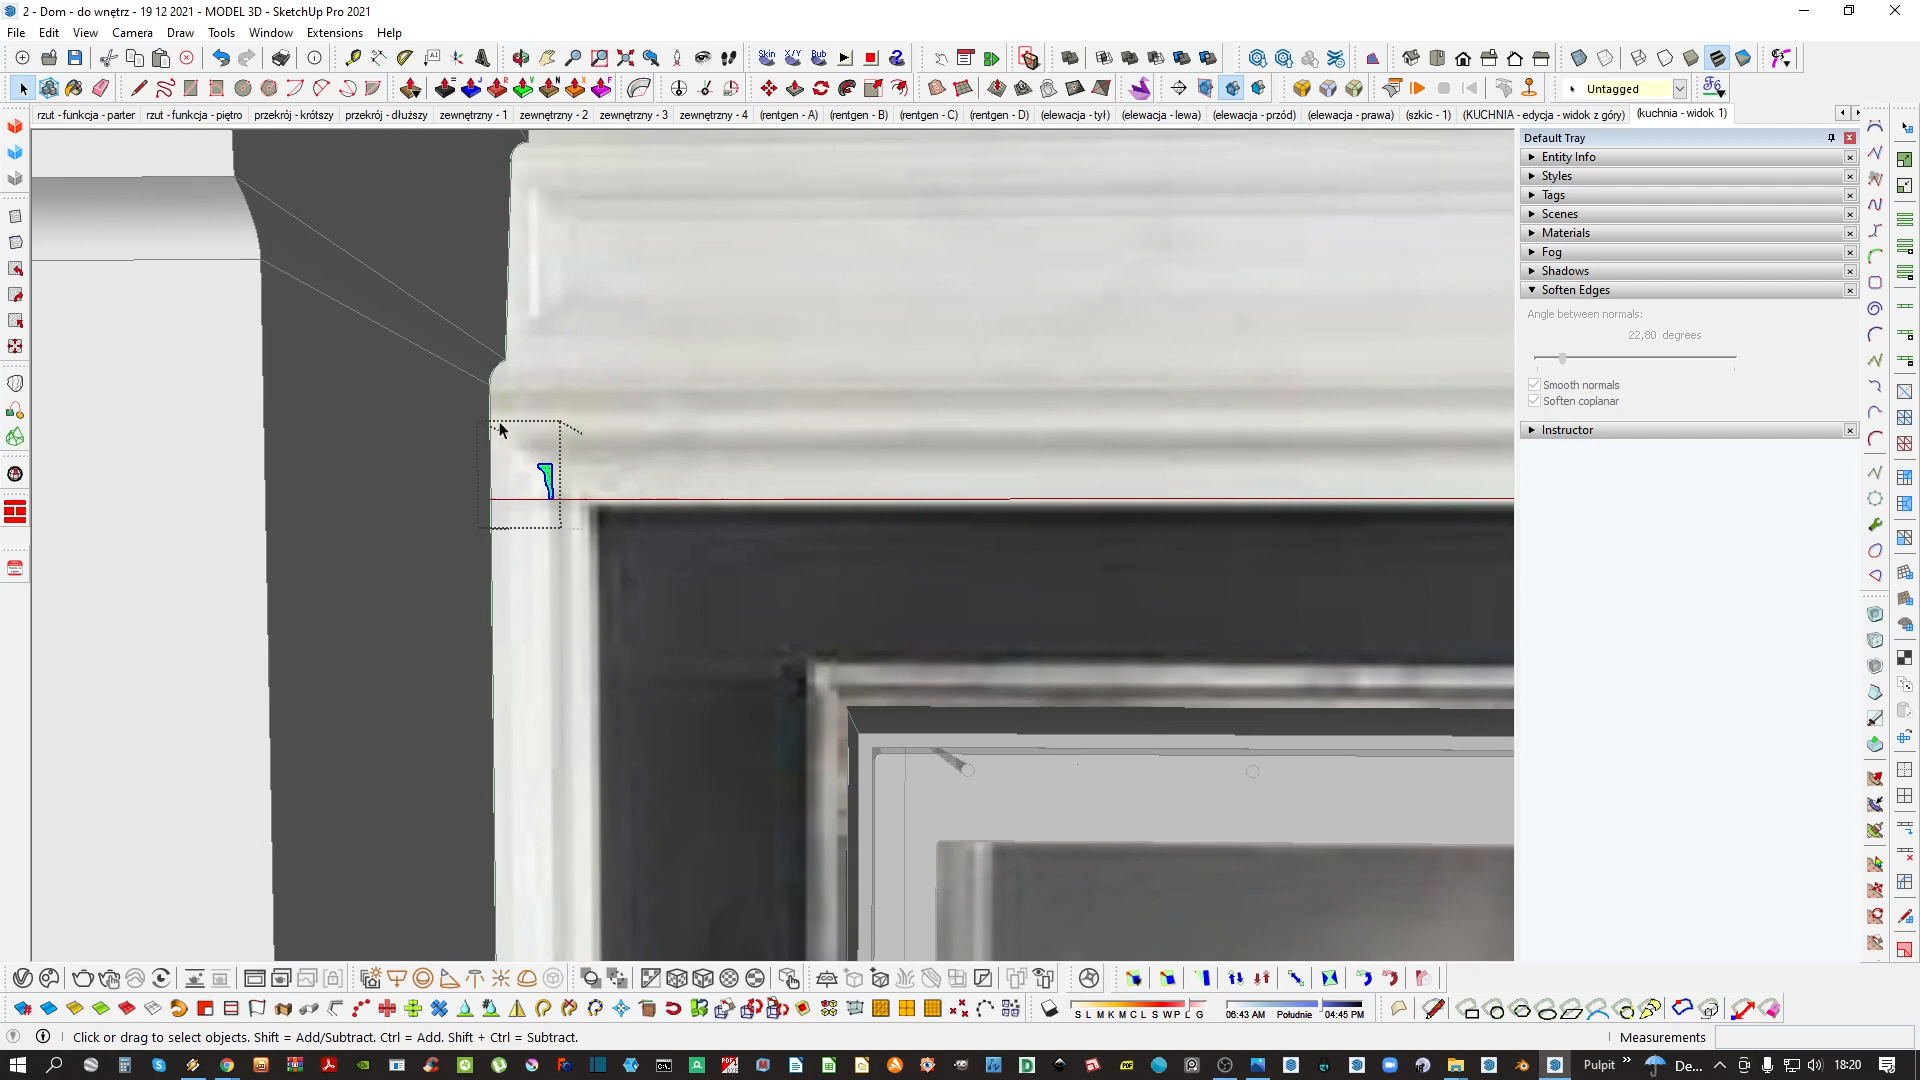 2 - Dom - do wnętrz - 19 12 2021 - MODEL 3D - SketchUp Pro 2021
File Edit View Camera Draw Tools Window Extensions Help
Skin X/Y Bub
Untagged
rzut - funkcja - parter rzut - funkcja - piętro przekrój - krótszy przekrój - dłuższy zewnętrzny - 1 zewnętrzny - 2 zewnętrzny - 3 zewnętrzny - 4 (rentgen - A) (rentgen - B) (rentgen - C) (rentgen - D) (elewacja - tył) (elewacja - lewa) (elewacja - przód) (elewacja - prawa) (szkic - 1) (KUCHNIA - edycja - widok z góry) (kuchnia - widok 1)
Default Tray
Entity Info
Styles
Tags
Scenes
Materials
Fog
Shadows
Soften Edges
Angle between normals:
22,80 degrees
Smooth normals
Soften coplanar
Instructor
06:43 AM Południe 04:45 PM
Click or drag to select objects. Shift = Add/Subtract. Ctrl = Add. Shift + Ctrl = Subtract.
Measurements
Pulpit
De...
18:20